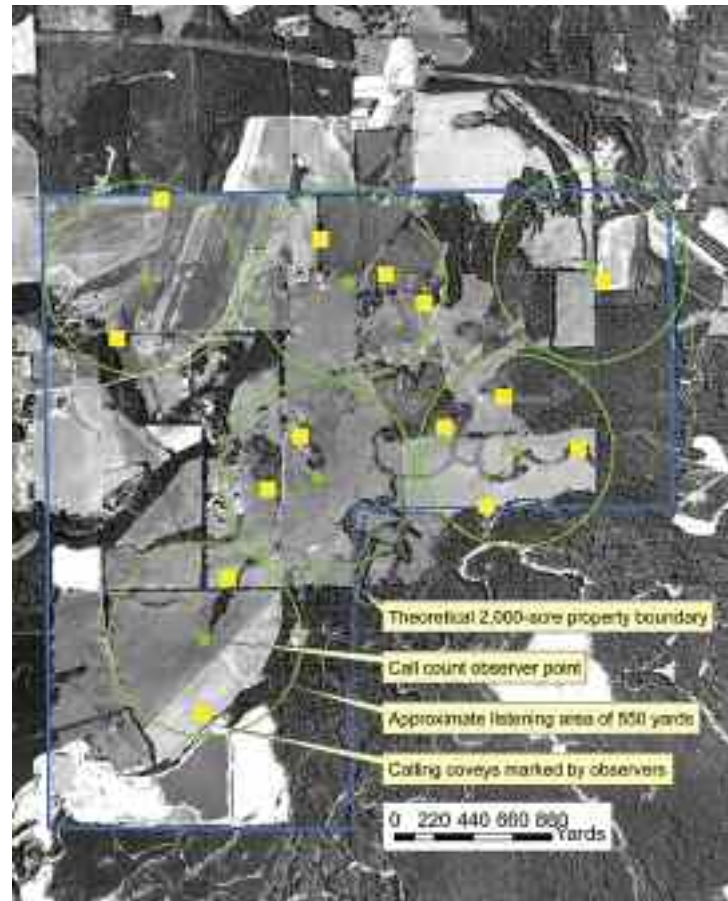 Theoretical 2,000-acre property boundary
Call count observer point
Approximate listening area of 550 yards
Calling coveys marked by observers
0 220 440 660 880
Yards